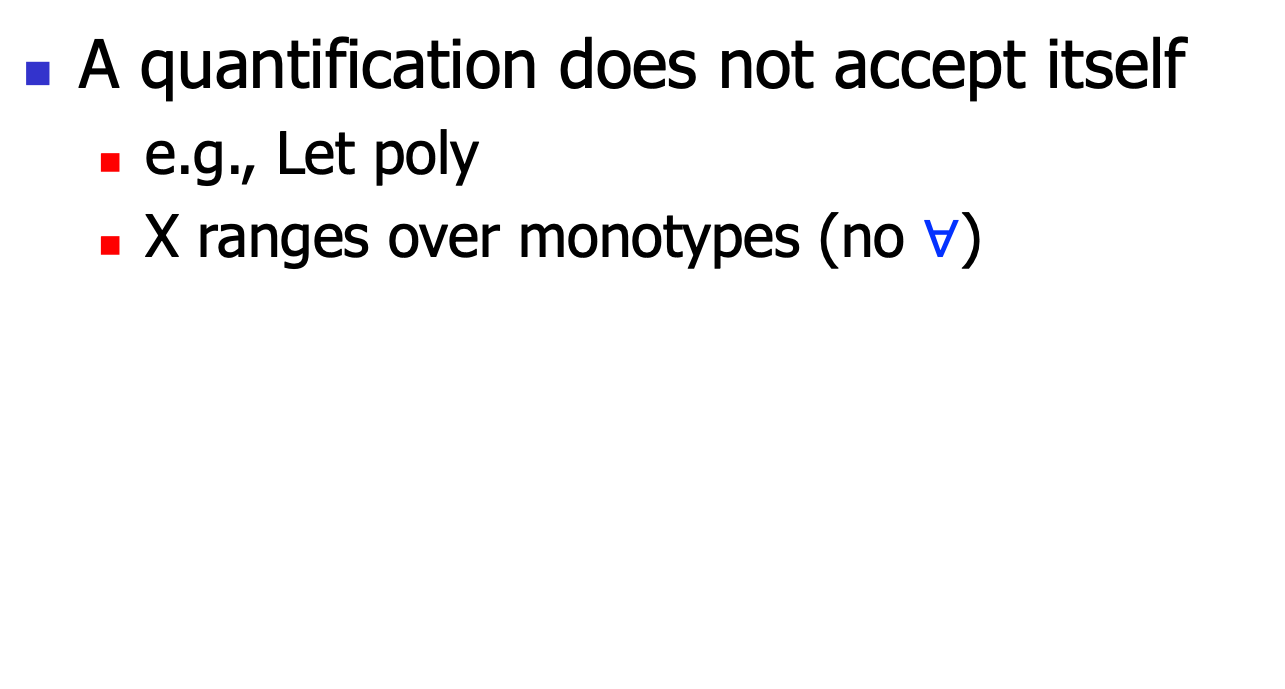 A quantification does not accept itself
e.g., Let poly
X ranges over monotypes (no ∀)